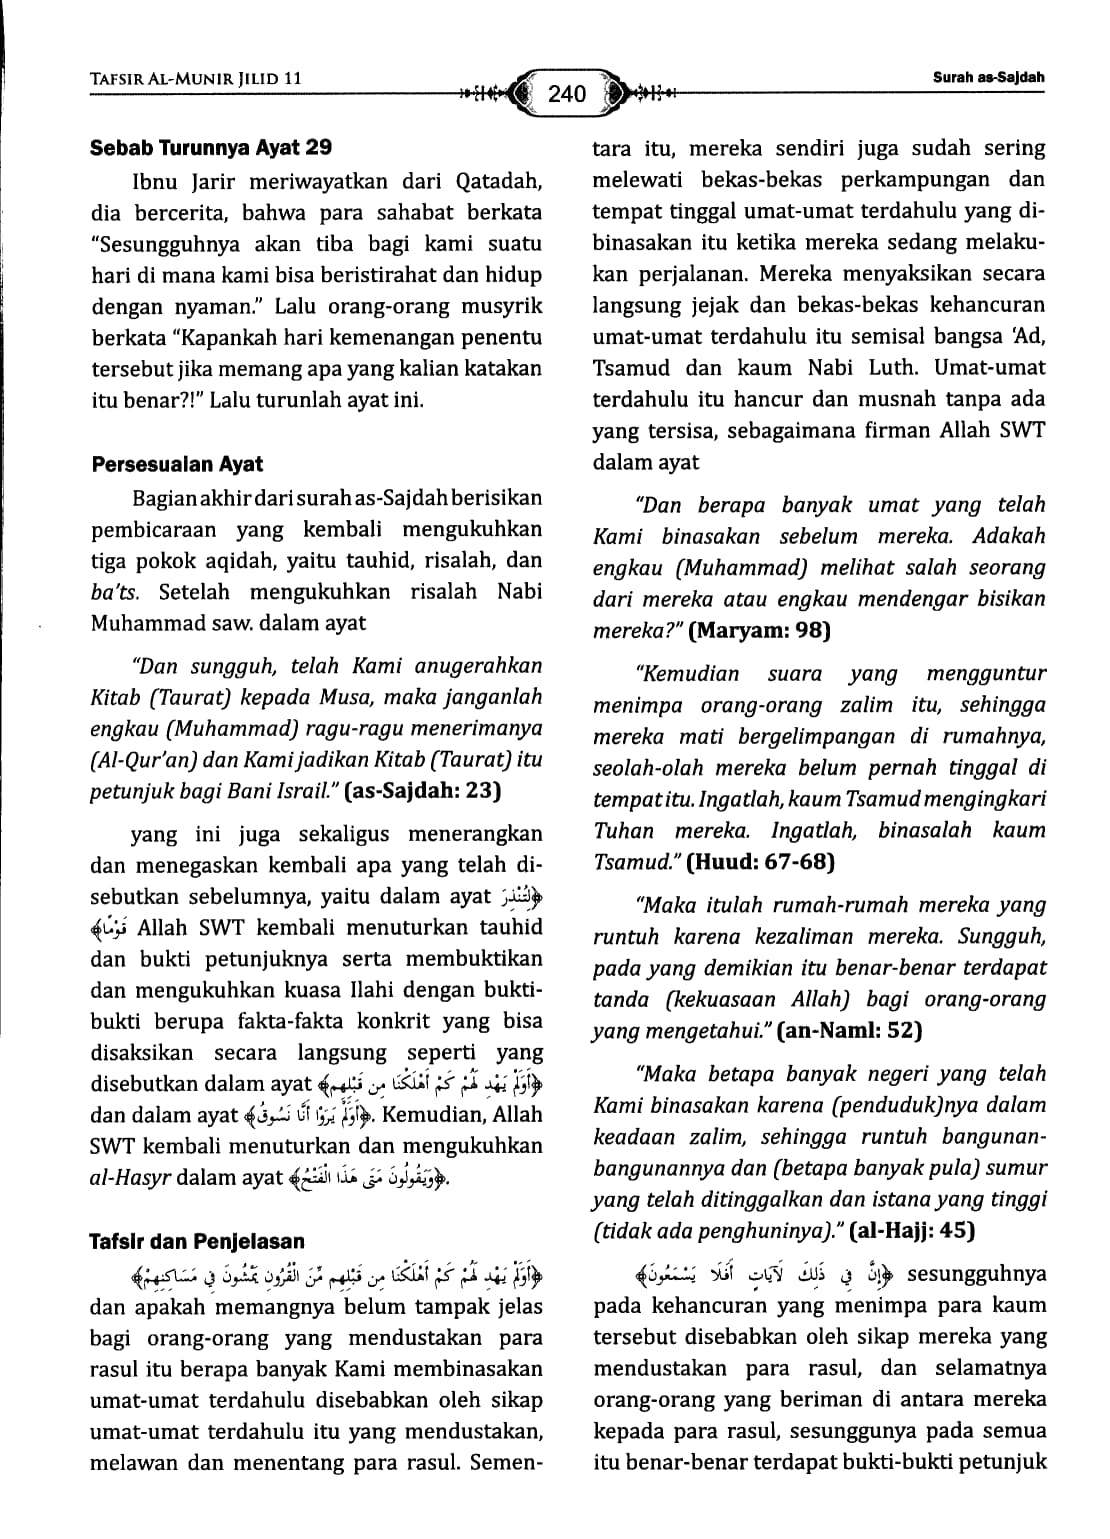 TAFSIR AL-MUNIR JILID 11
240
Surah as-Sajdah
Sebab Turunnya Ayat 29
Ibnu Jarir meriwayatkan dari Qatadah,
dia bercerita, bahwa para sahabat berkata
“Sesungguhnya akan tiba bagi kami suatu
hari di mana kami bisa beristirahat dan hidup
dengan nyaman.” Lalu orang-orang musyrik
berkata “Kapankah hari kemenangan penentu
tersebut jika memang apa yang kalian katakan
itu benar?!” Lalu turunlah ayat ini.
Persesuaian Ayat
Bagian akhir dari surah as-Sajdah berisikan
pembicaraan yang kembali mengukuhkan
tiga pokok aqidah, yaitu tauhid, risalah, dan
ba’ts. Setelah mengukuhkan risalah Nabi
Muhammad saw. dalam ayat
“Dan sungguh, telah Kami anugerahkan
Kitab (Taurat) kepada Musa, maka janganlah
engkau (Muhammad) ragu-ragu menerimanya
(Al-Qur’an) dan Kami jadikan Kitab (Taurat) itu
petunjuk bagi Bani Israil.” (as-Sajdah: 23)
yang ini juga sekaligus menerangkan
dan menegaskan kembali apa yang telah di-
sebutkan sebelumnya, yaitu dalam ayat ﴿لِتُنْذِرَ
قَوْمًا﴾ Allah SWT kembali menuturkan tauhid
dan bukti petunjuknya serta membuktikan
dan mengukuhkan kuasa Ilahi dengan bukti-
bukti berupa fakta-fakta konkrit yang bisa
disaksikan secara langsung seperti yang
disebutkan dalam ayat ﴿أَوَلَمْ يَهْدِ لَهُمْ كَمْ أَهْلَكْنَا مِن قَبْلِهِم﴾
dan dalam ayat ﴿أَوَلَمْ يَرَوْا أَنَّا نَسُوقُ﴾. Kemudian, Allah
SWT kembali menuturkan dan mengukuhkan
al-Hasyr dalam ayat ﴿وَيَقُولُونَ مَتَى هَذَا الْفَتْحُ﴾.
Tafsir dan Penjelasan
﴿أَوَلَمْ يَهْدِ لَهُمْ كَمْ أَهْلَكْنَا مِن قَبْلِهِم مِّنَ الْقُرُونِ يَمْشُونَ فِي مَسَاكِنِهِمْ﴾
dan apakah memangnya belum tampak jelas
bagi orang-orang yang mendustakan para
rasul itu berapa banyak Kami membinasakan
umat-umat terdahulu disebabkan oleh sikap
umat-umat terdahulu itu yang mendustakan,
melawan dan menentang para rasul. Semen-
tara itu, mereka sendiri juga sudah sering
melewati bekas-bekas perkampungan dan
tempat tinggal umat-umat terdahulu yang di-
binasakan itu ketika mereka sedang melaku-
kan perjalanan. Mereka menyaksikan secara
langsung jejak dan bekas-bekas kehancuran
umat-umat terdahulu itu semisal bangsa ‘Ad,
Tsamud dan kaum Nabi Luth. Umat-umat
terdahulu itu hancur dan musnah tanpa ada
yang tersisa, sebagaimana firman Allah SWT
dalam ayat
“Dan berapa banyak umat yang telah
Kami binasakan sebelum mereka. Adakah
engkau (Muhammad) melihat salah seorang
dari mereka atau engkau mendengar bisikan
mereka?” (Maryam: 98)
“Kemudian suara yang mengguntur
menimpa orang-orang zalim itu, sehingga
mereka mati bergelimpangan di rumahnya,
seolah-olah mereka belum pernah tinggal di
tempat itu. Ingatlah, kaum Tsamud mengingkari
Tuhan mereka. Ingatlah, binasalah kaum
Tsamud.” (Huud: 67-68)
“Maka itulah rumah-rumah mereka yang
runtuh karena kezaliman mereka. Sungguh,
pada yang demikian itu benar-benar terdapat
tanda (kekuasaan Allah) bagi orang-orang
yang mengetahui.” (an-Naml: 52)
“Maka betapa banyak negeri yang telah
Kami binasakan karena (penduduk)nya dalam
keadaan zalim, sehingga runtuh bangunan-
bangunannya dan (betapa banyak pula) sumur
yang telah ditinggalkan dan istana yang tinggi
(tidak ada penghuninya).” (al-Hajj: 45)
﴿إِنَّ فِي ذَلِكَ لَآيَاتٍ أَفَلَا يَسْمَعُونَ﴾ sesungguhnya
pada kehancuran yang menimpa para kaum
tersebut disebabkan oleh sikap mereka yang
mendustakan para rasul, dan selamatnya
orang-orang yang beriman di antara mereka
kepada para rasul, sesunggunya pada semua
itu benar-benar terdapat bukti-bukti petunjuk